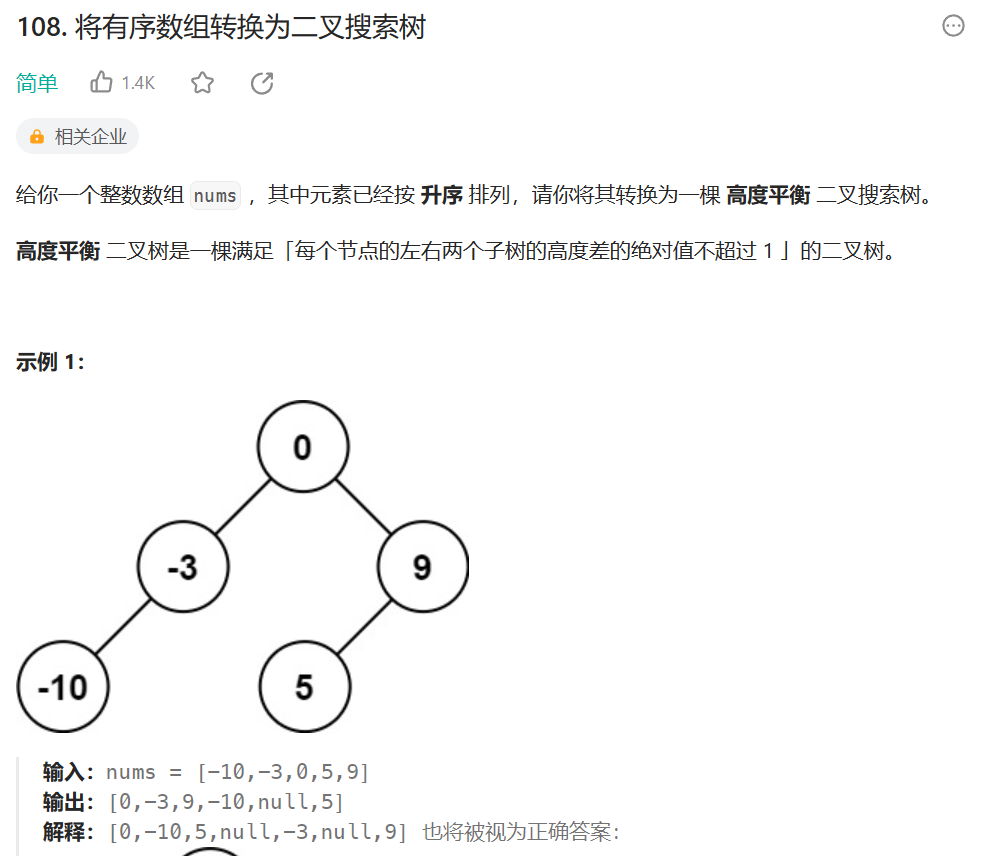 108. 将有序数组转换为二叉搜索树
简单 1.4K
相关企业
给你一个整数数组 nums ，其中元素已经按 升序 排列，请你将其转换为一棵 高度平衡 二叉搜索树。
高度平衡 二叉树是一棵满足「每个节点的左右两个子树的高度差的绝对值不超过 1 」的二叉树。
示例 1：
0
-3 9
-10 5
输入：nums = [-10,-3,0,5,9]
输出：[0,-3,9,-10,null,5]
解释：[0,-10,5,null,-3,null,9] 也将被视为正确答案：